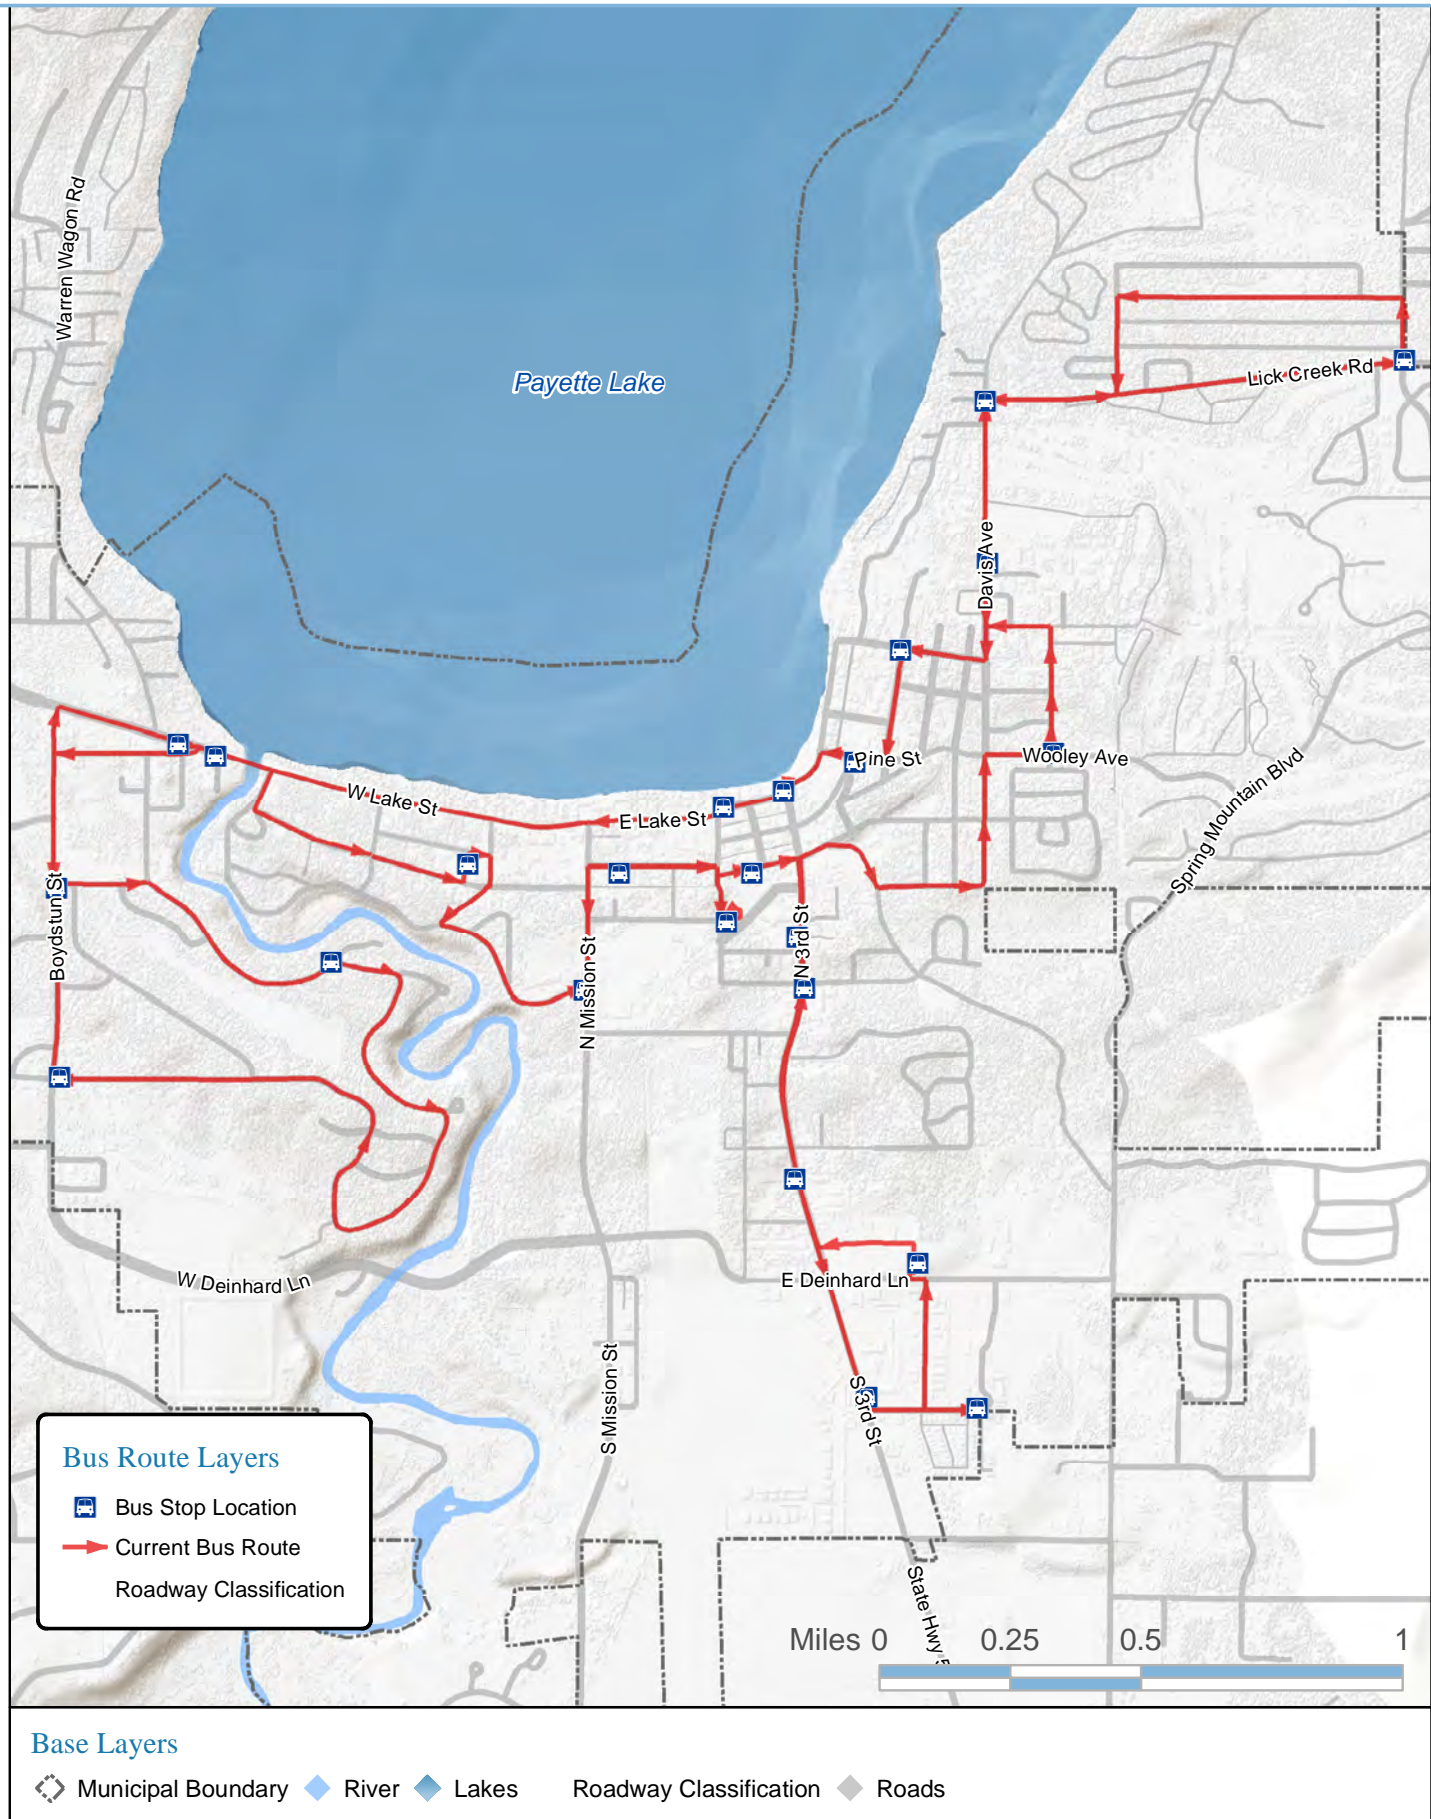 Warren Wagon Rd
Payette Lake
Lick Creek Rd
Davis Ave
Pine St
Wooley Ave
Spring Mountain Blvd
W Lake St
E Lake St
Boydstun St
N Mission St
N 3rd St
W Deinhard Ln
E Deinhard Ln
S Mission St
S 3rd St
State Hwy
Bus Route Layers
Bus Stop Location
Current Bus Route
Roadway Classification
Miles 0 0.25 0.5 1
Base Layers
Municipal Boundary River Lakes Roadway Classification Roads